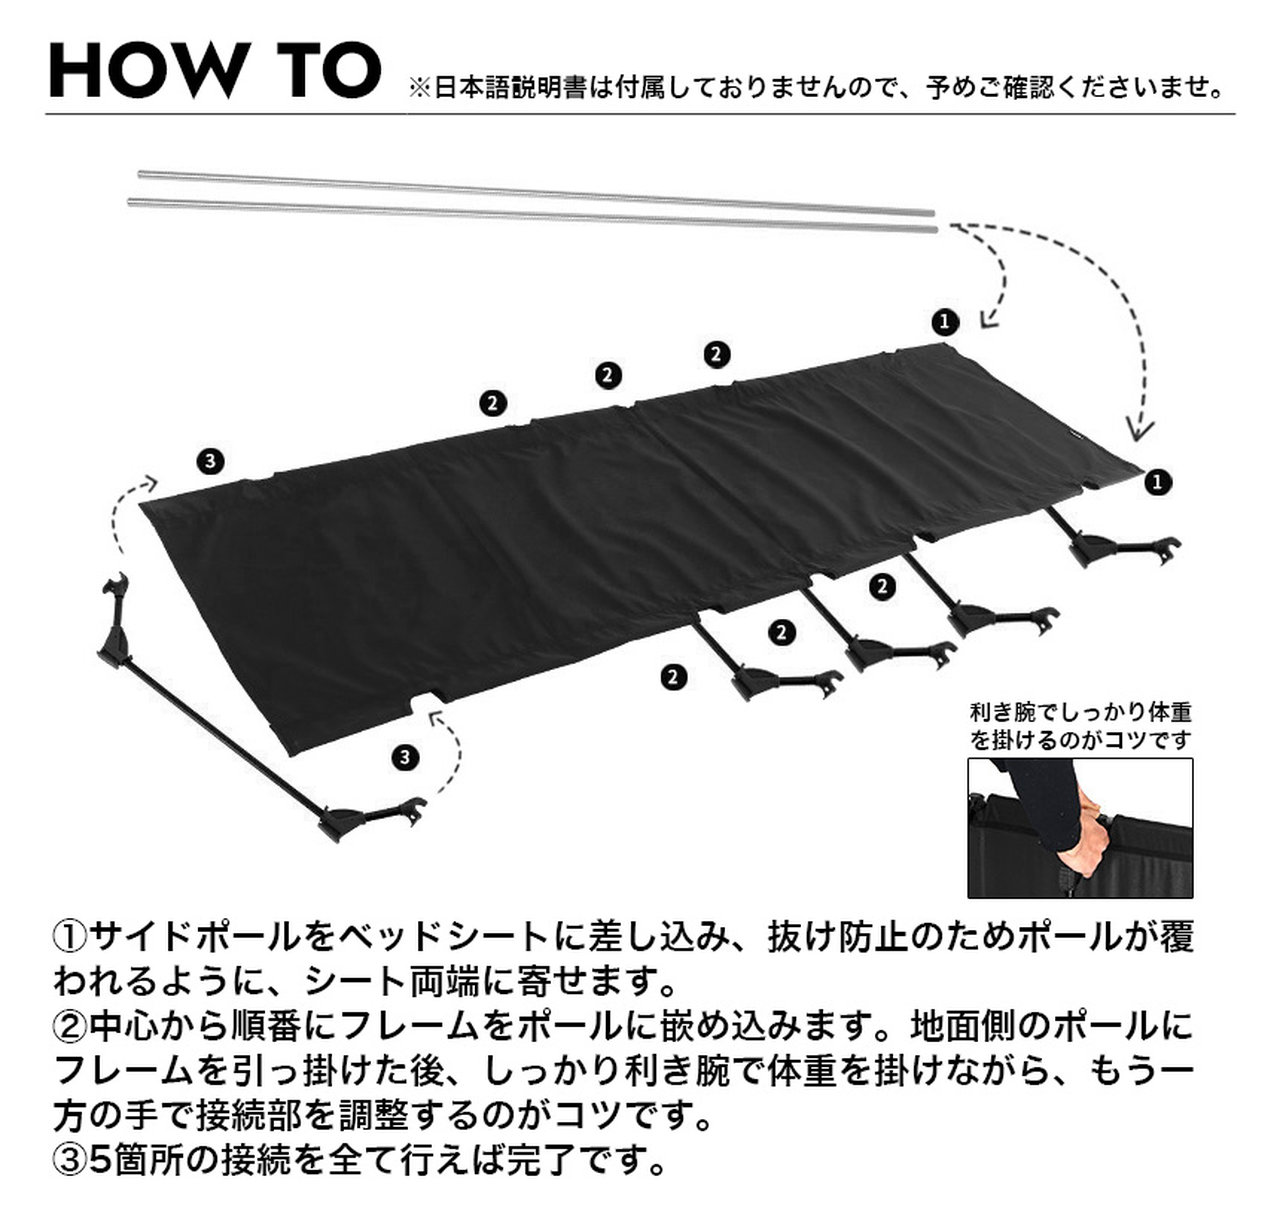 HOW TO ※日本語説明書は付属しておりませんので、予めご確認くださいませ。
1
2
2
2
3
1
2
2
2
3
利き腕でしっかり体重
を掛けるのがコツです
①サイドポールをベッドシートに差し込み、抜け防止のためポールが覆
われるように、シート両端に寄せます。
②中心から順番にフレームをポールに嵌め込みます。地面側のポールに
フレームを引っ掛けた後、しっかり利き腕で体重を掛けながら、もう一
方の手で接続部を調整するのがコツです。
③5箇所の接続を全て行えば完了です。